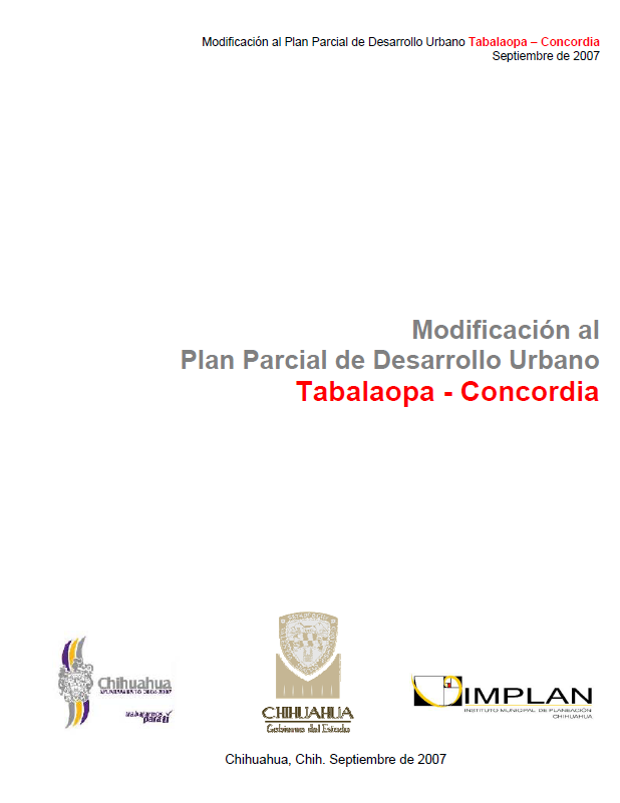 Modificación al Plan Parcial de Desarrollo Urbano Tabalaopa – Concordia
Septiembre de 2007
Modificación al
Plan Parcial de Desarrollo Urbano
Tabalaopa - Concordia
Chihuahua
CHIHUAHUA
Gobierno del Estado
IMPLAN
INSTITUTO MUNICIPAL DE PLANEACIÓN
CHIHUAHUA
Chihuahua, Chih. Septiembre de 2007